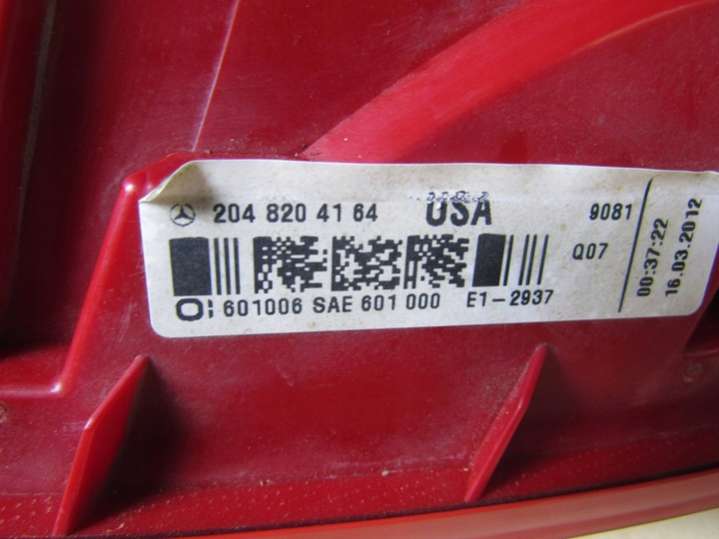 204 820 41 64 USA 9081
Q07
601006 SAE 601 000 E1-2937
00:37:22
16.03.2012